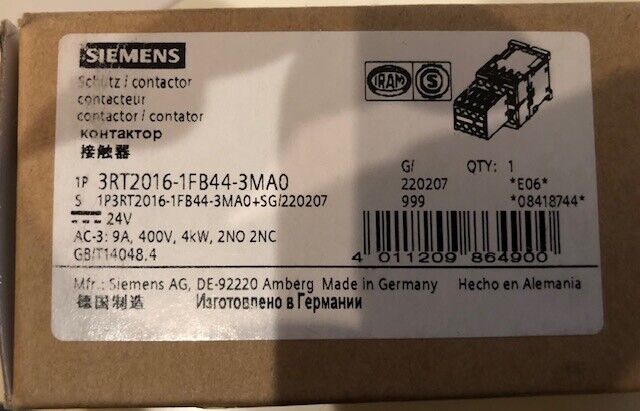 SIEMENS
Schütz / contactor
contacteur
contactor / contator
контактор
接触器
IRAM S
1P 3RT2016-1FB44-3MA0
S 1P3RT2016-1FB44-3MA0+SG/220207
24V
AC-3: 9A, 400V, 4kW, 2NO 2NC
GB/T14048.4
G/ QTY: 1
220207 *E06*
999 *08418744*
4 011209 864900
Mfr.: Siemens AG, DE-92220 Amberg Made in Germany Hecho en Alemania
德国制造 Изготовлено в Германии